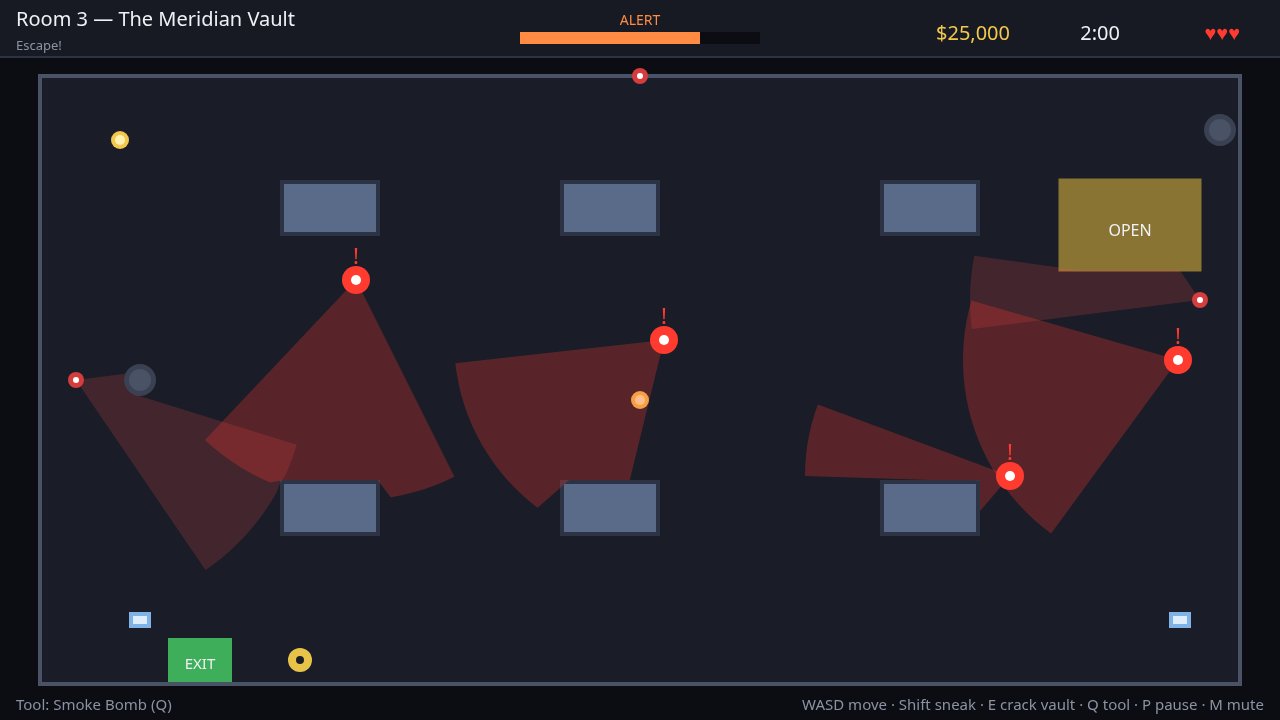 Room 3 — The Meridian Vault
Escape!
ALERT
$25,000
2:00
♥♥♥
OPEN
!
!
!
!
EXIT
Tool: Smoke Bomb (Q)
WASD move · Shift sneak · E crack vault · Q tool · P pause · M mute